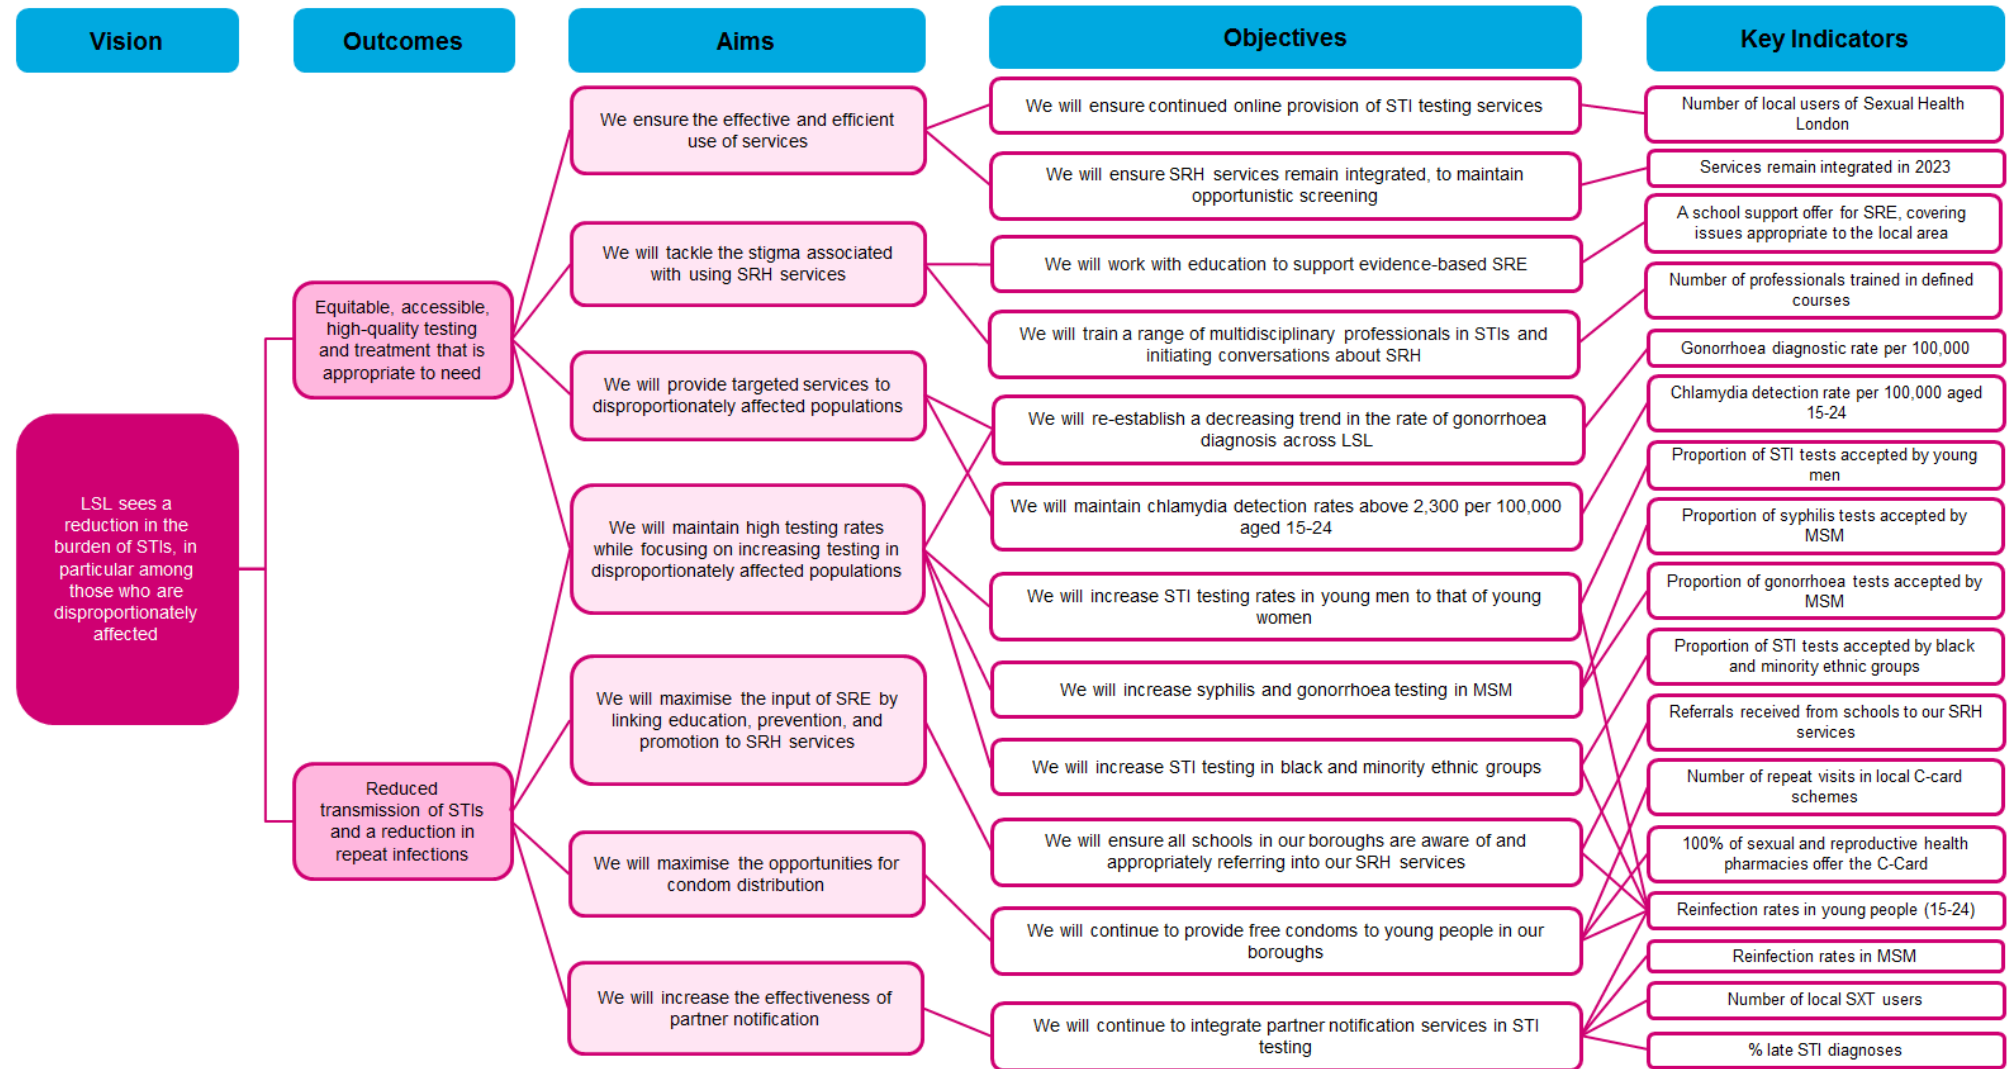 Vision
Outcomes
Aims
Objectives
Key Indicators
LSL sees a
reduction in the
burden of STIs, in
particular among
those who are
disproportionately
affected
Equitable, accessible,
high-quality testing
and treatment that is
appropriate to need
Reduced
transmission of STIs
and a reduction in
repeat infections
We ensure the effective and efficient
use of services
We will tackle the stigma associated
with using SRH services
We will provide targeted services to
disproportionately affected populations
We will maintain high testing rates
while focusing on increasing testing in
disproportionately affected populations
We will maximise the input of SRE by
linking education, prevention, and
promotion to SRH services
We will maximise the opportunities for
condom distribution
We will increase the effectiveness of
partner notification
We will ensure continued online provision of STI testing services
We will ensure SRH services remain integrated, to maintain
opportunistic screening
We will work with education to support evidence-based SRE
We will train a range of multidisciplinary professionals in STIs and
initiating conversations about SRH
We will re-establish a decreasing trend in the rate of gonorrhoea
diagnosis across LSL
We will maintain chlamydia detection rates above 2,300 per 100,000
aged 15-24
We will increase STI testing rates in young men to that of young
women
We will increase syphilis and gonorrhoea testing in MSM
We will increase STI testing in black and minority ethnic groups
We will ensure all schools in our boroughs are aware of and
appropriately referring into our SRH services
We will continue to provide free condoms to young people in our
boroughs
We will continue to integrate partner notification services in STI
testing
Number of local users of Sexual Health
London
Services remain integrated in 2023
A school support offer for SRE, covering
issues appropriate to the local area
Number of professionals trained in defined
courses
Gonorrhoea diagnostic rate per 100,000
Chlamydia detection rate per 100,000 aged
15-24
Proportion of STI tests accepted by young
men
Proportion of syphilis tests accepted by
MSM
Proportion of gonorrhoea tests accepted by
MSM
Proportion of STI tests accepted by black
and minority ethnic groups
Referrals received from schools to our SRH
services
Number of repeat visits in local C-card
schemes
100% of sexual and reproductive health
pharmacies offer the C-Card
Reinfection rates in young people (15-24)
Reinfection rates in MSM
Number of local SXT users
% late STI diagnoses